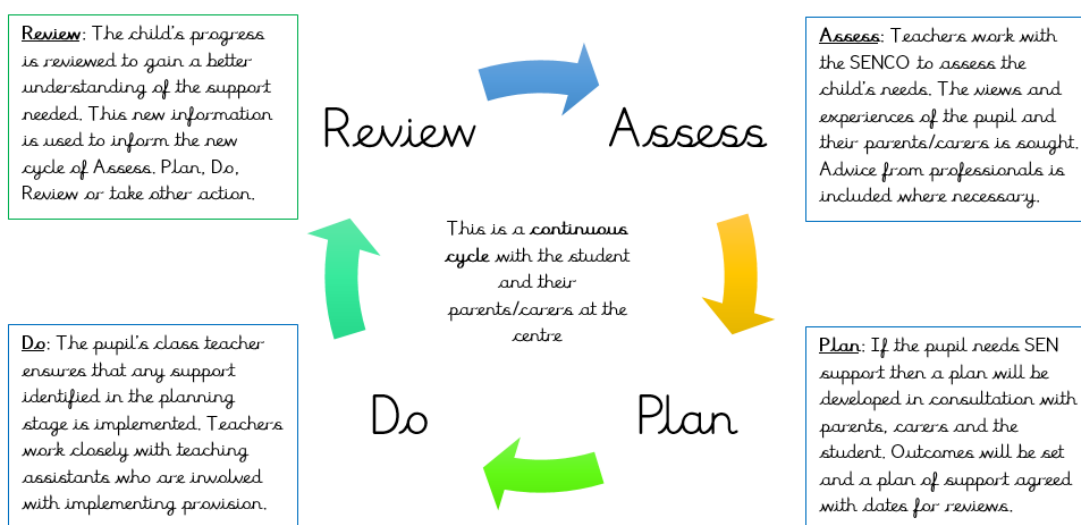 Review: The child's progress
is reviewed to gain a better
understanding of the support
needed. This new information
is used to inform the new
cycle of Assess. Plan, Do,
Review or take other action.
Review
Assess
Assess: Teachers work with
the SENCO to assess the
child's needs. The views and
experiences of the pupil and
their parents/carers is sought.
Advice from professionals is
included where necessary.
This is a continuous
cycle with the student
and their
parents/carers at the
centre
Do: The pupil's class teacher
ensures that any support
identified in the planning
stage is implemented. Teachers
work closely with teaching
assistants who are involved
with implementing provision.
Do
Plan
Plan: If the pupil needs SEN
support then a plan will be
developed in consultation with
parents, carers and the
student. Outcomes will be set
and a plan of support agreed
with dates for reviews.